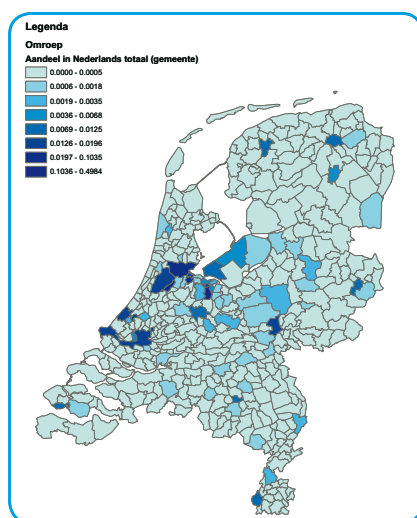 Legenda
Omroep
Aandeel in Nederlands totaal (gemeente)
0.0000 - 0.0005
0.0006 - 0.0018
0.0019 - 0.0035
0.0036 - 0.0068
0.0069 - 0.0125
0.0126 - 0.0196
0.0197 - 0.1035
0.1036 - 0.4984